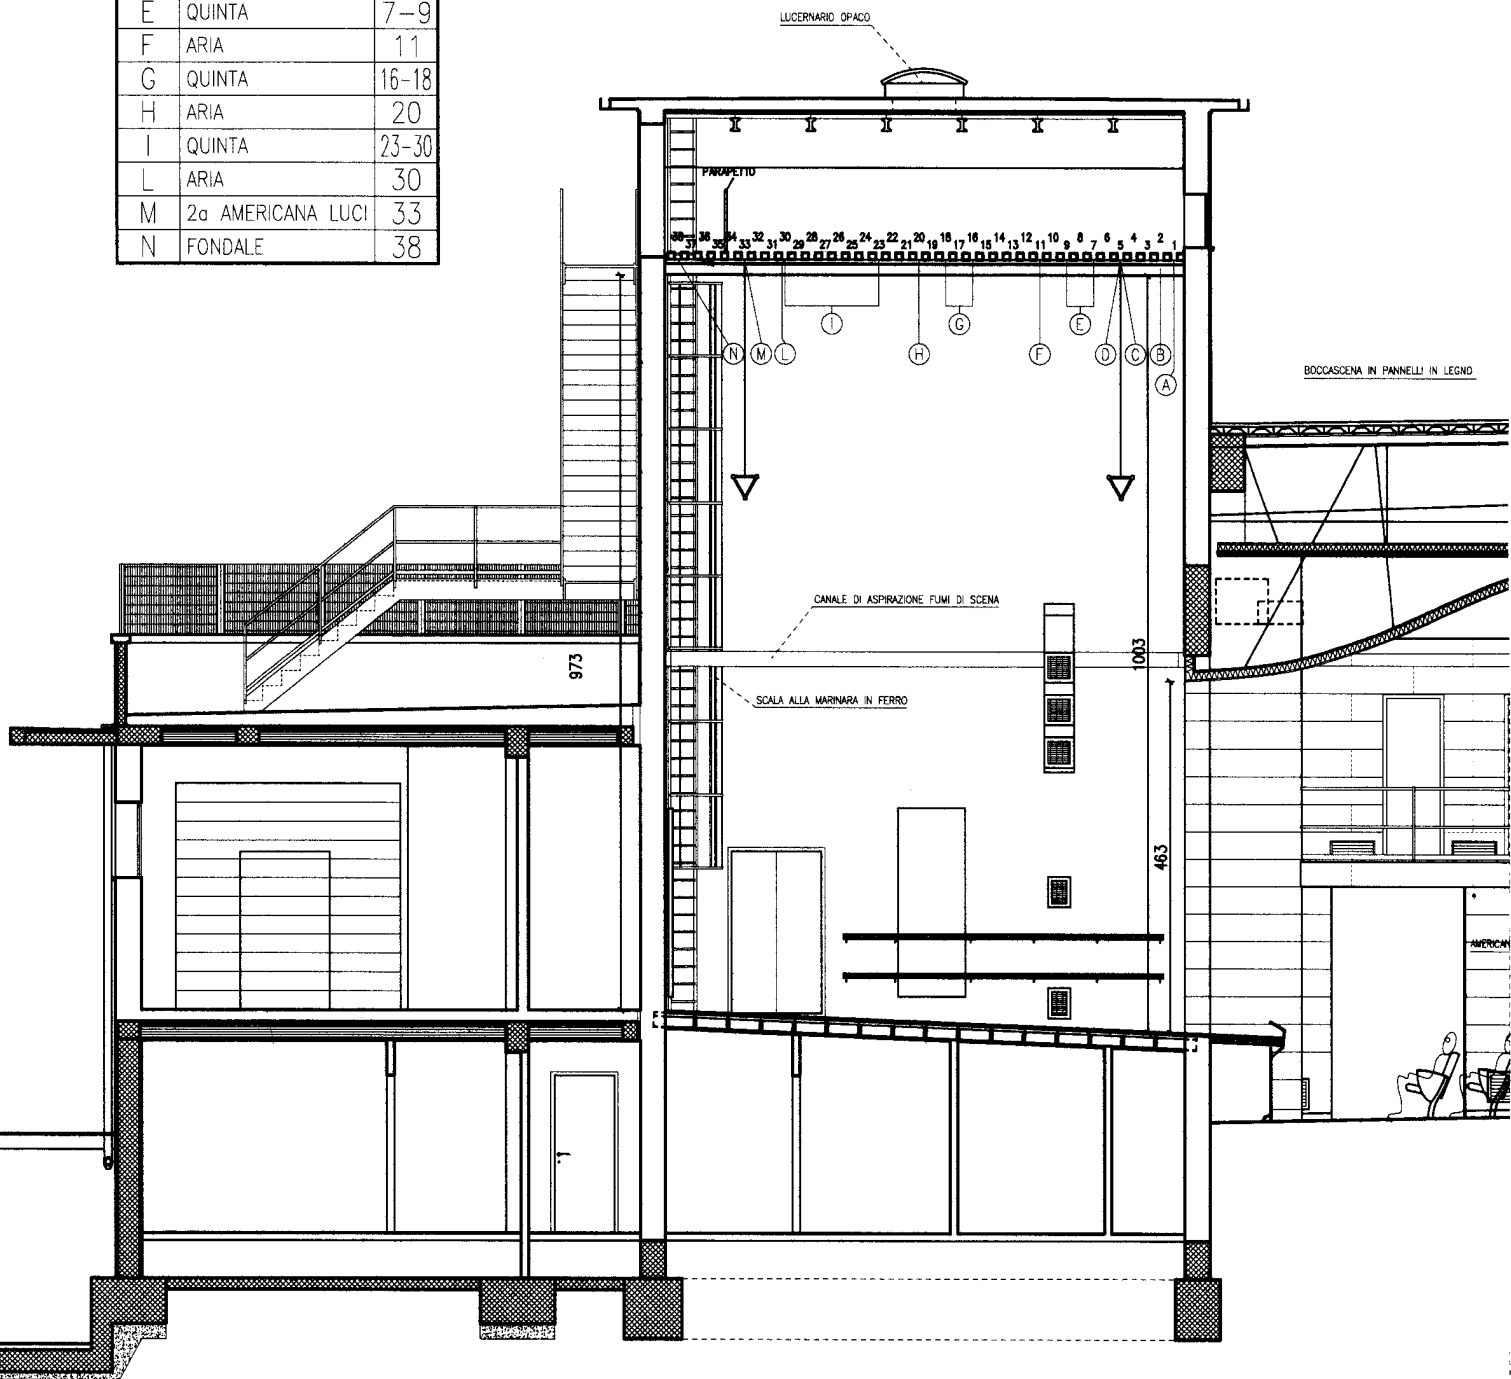 E QUINTA 7-9
F ARIA 11
G QUINTA 16-18
H ARIA 20
I QUINTA 23-30
L ARIA 30
M 2a AMERICANA LUCI 33
N FONDALE 38
LUCERNARIO OPACO
PARAPETTO
38 36 34 32 30 28 26 24 22 20 18 16 14 12 10 8 6 4 2
37 35 33 31 29 27 25 23 21 19 17 15 13 11 9 7 5 3 1
I G E
N M L H F D C B
A
BOCCASCENA IN PANNELLI IN LEGNO
CANALE DI ASPIRAZIONE FUMI DI SCENA
973
1003
SCALA ALLA MARINARA IN FERRO
463
AMERICAN